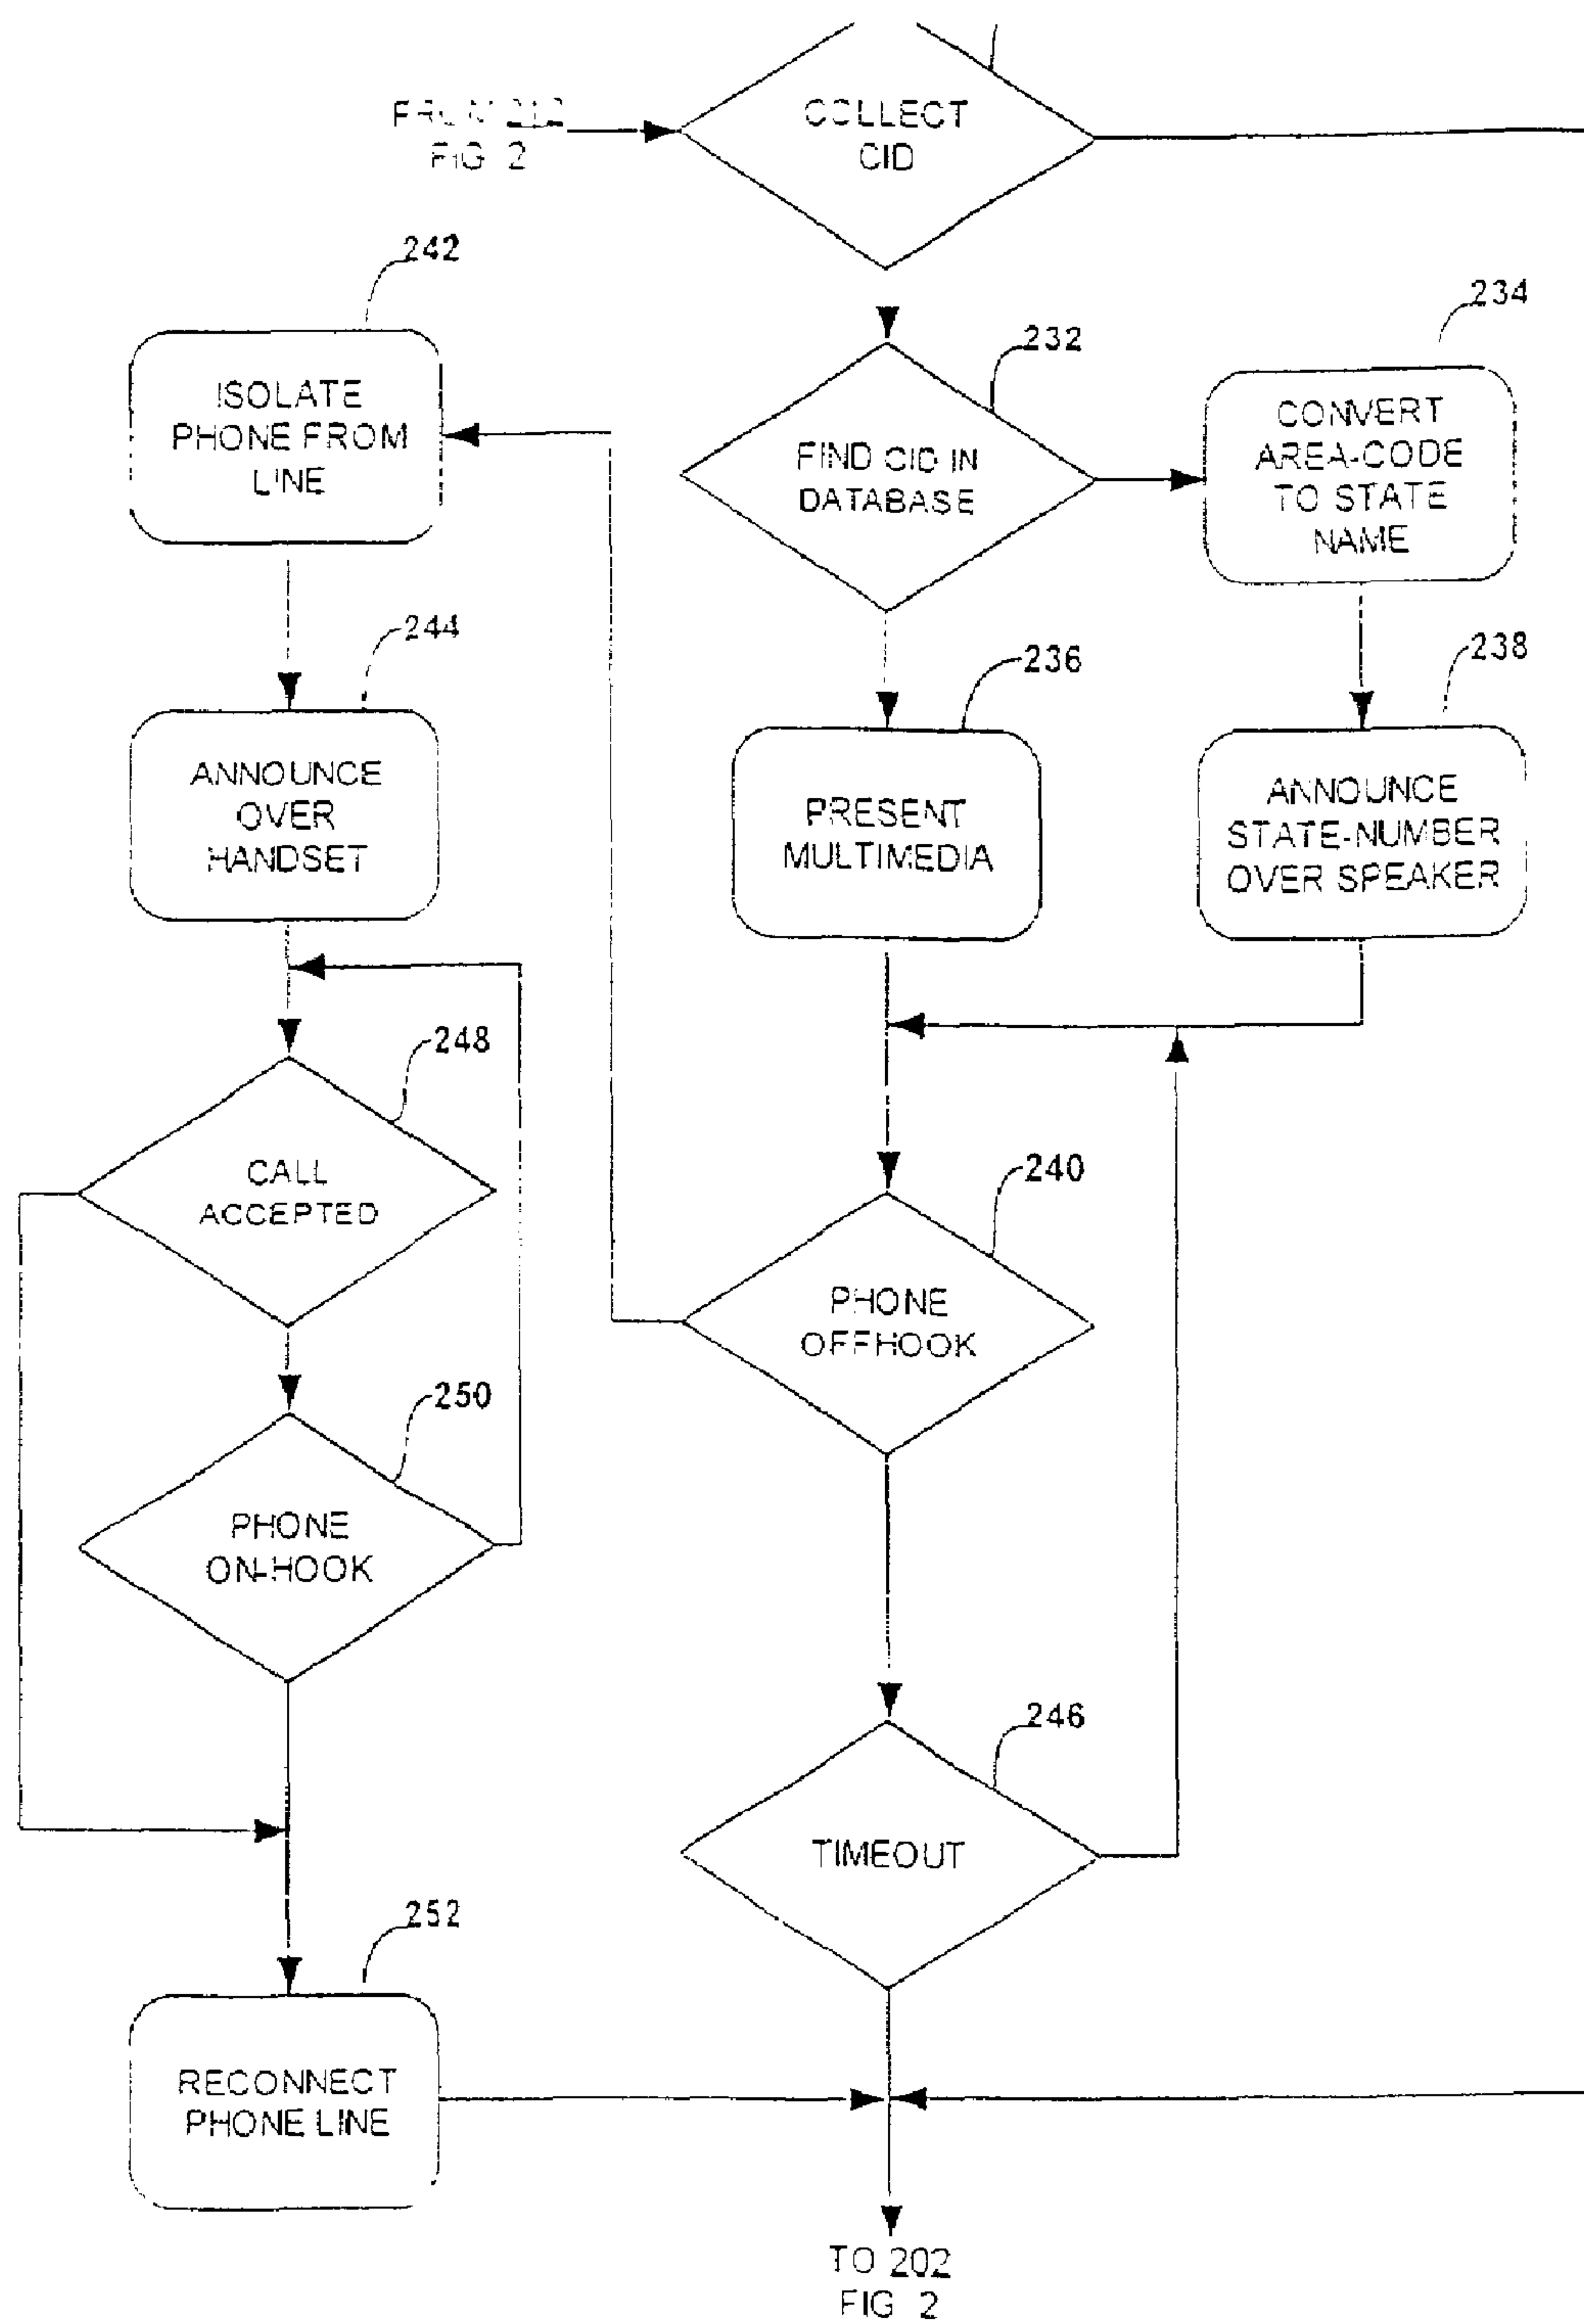 FROM 212
FIG 2
COLLECT
CID
242
ISOLATE
PHONE FROM
LINE
232
FIND CID IN
DATABASE
234
CONVERT
AREA-CODE
TO STATE
NAME
244
ANNOUNCE
OVER
HANDSET
236
PRESENT
MULTIMEDIA
238
ANNOUNCE
STATE-NUMBER
OVER SPEAKER
248
CALL
ACCEPTED
240
PHONE
OFFHOOK
250
PHONE
ON-HOOK
246
TIMEOUT
252
RECONNECT
PHONE LINE
TO 202
FIG 2